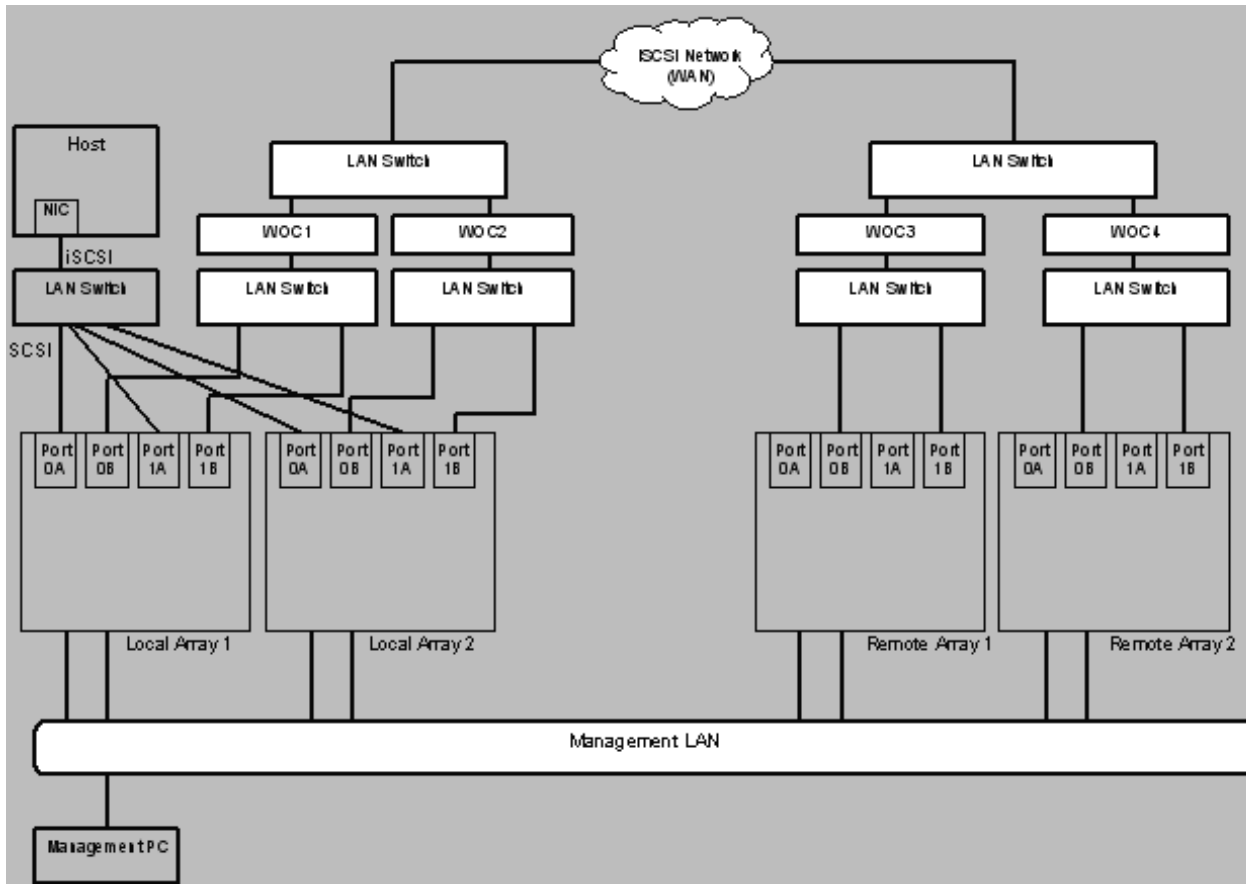 ISCSI Network
(WAN)
Host
NIC
iSCSI
LAN Switch
SCSI
LAN Switch
WOC1
WOC2
LAN Switch
LAN Switch
LAN Switch
WOC3
WOC4
LAN Switch
LAN Switch
Port
0A
Port
0B
Port
1A
Port
1B
Port
0A
Port
0B
Port
1A
Port
1B
Port
0A
Port
0B
Port
1A
Port
1B
Port
0A
Port
0B
Port
1A
Port
1B
Local Array 1
Local Array 2
Remote Array 1
Remote Array 2
Management LAN
Management PC